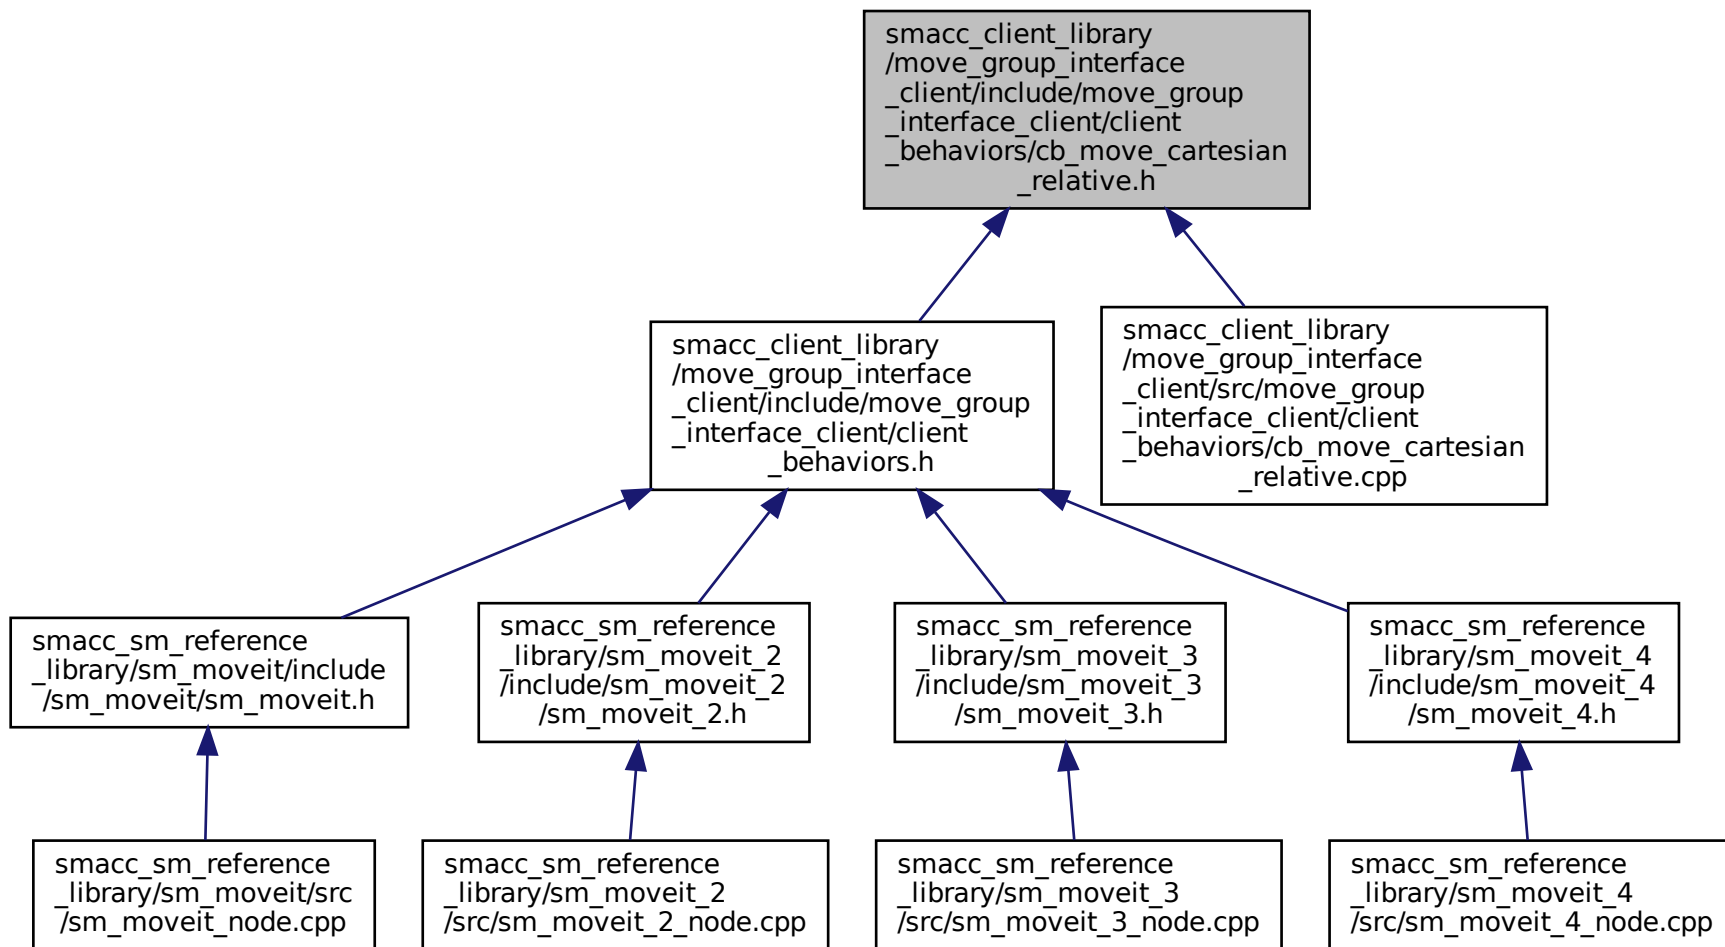 smacc_client_library
/move_group_interface
_client/include/move_group
_interface_client/client
_behaviors/cb_move_cartesian
_relative.h
smacc_client_library
/move_group_interface
_client/include/move_group
_interface_client/client
_behaviors.h
smacc_client_library
/move_group_interface
_client/src/move_group
_interface_client/client
_behaviors/cb_move_cartesian
_relative.cpp
smacc_sm_reference
_library/sm_moveit/include
/sm_moveit/sm_moveit.h
smacc_sm_reference
_library/sm_moveit_2
/include/sm_moveit_2
/sm_moveit_2.h
smacc_sm_reference
_library/sm_moveit_3
/include/sm_moveit_3
/sm_moveit_3.h
smacc_sm_reference
_library/sm_moveit_4
/include/sm_moveit_4
/sm_moveit_4.h
smacc_sm_reference
_library/sm_moveit/src
/sm_moveit_node.cpp
smacc_sm_reference
_library/sm_moveit_2
/src/sm_moveit_2_node.cpp
smacc_sm_reference
_library/sm_moveit_3
/src/sm_moveit_3_node.cpp
smacc_sm_reference
_library/sm_moveit_4
/src/sm_moveit_4_node.cpp